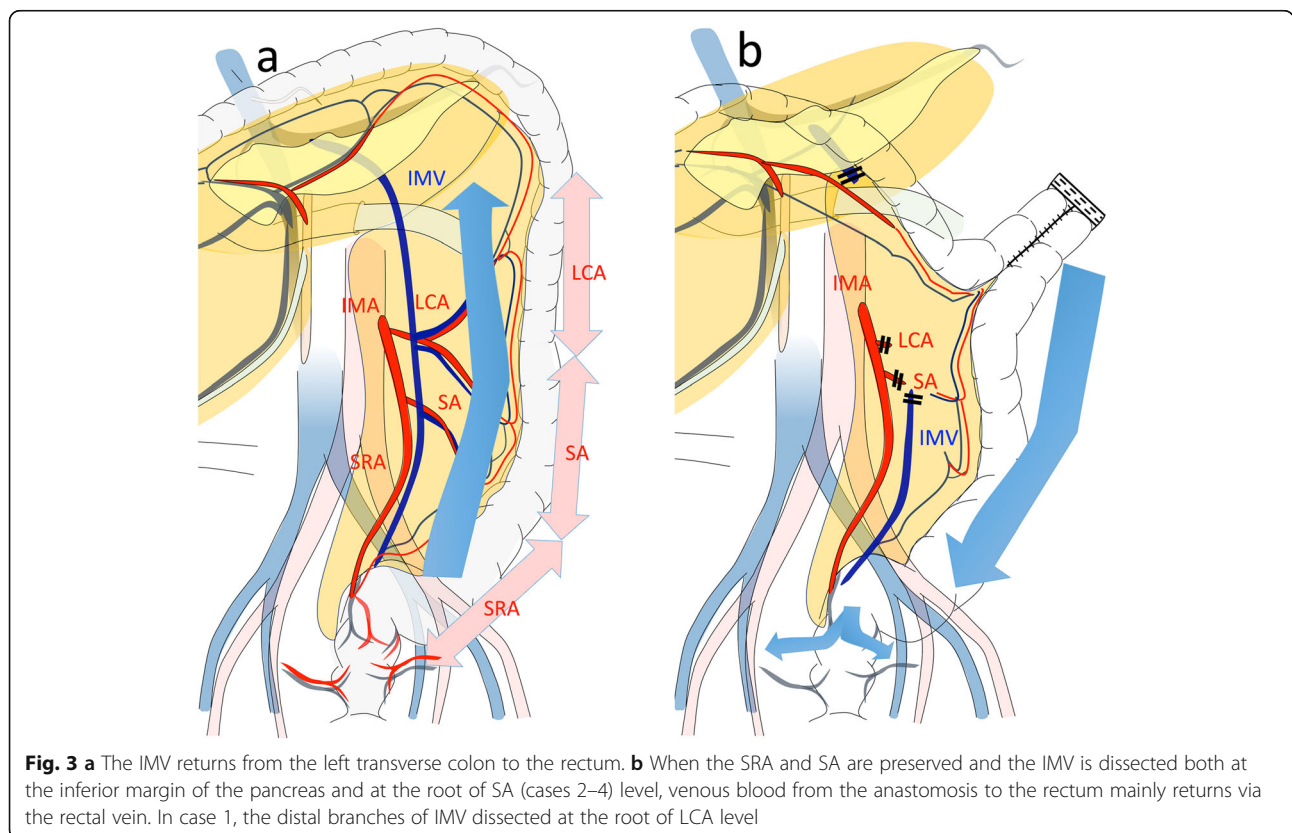 a
IMV
LCA
IMA
LCA
SA
SA
SRA
SRA
b
IMA
LCA
SA
IMV
Fig. 3 a The IMV returns from the left transverse colon to the rectum. b When the SRA and SA are preserved and the IMV is dissected both at
the inferior margin of the pancreas and at the root of SA (cases 2–4) level, venous blood from the anastomosis to the rectum mainly returns via
the rectal vein. In case 1, the distal branches of IMV dissected at the root of LCA level